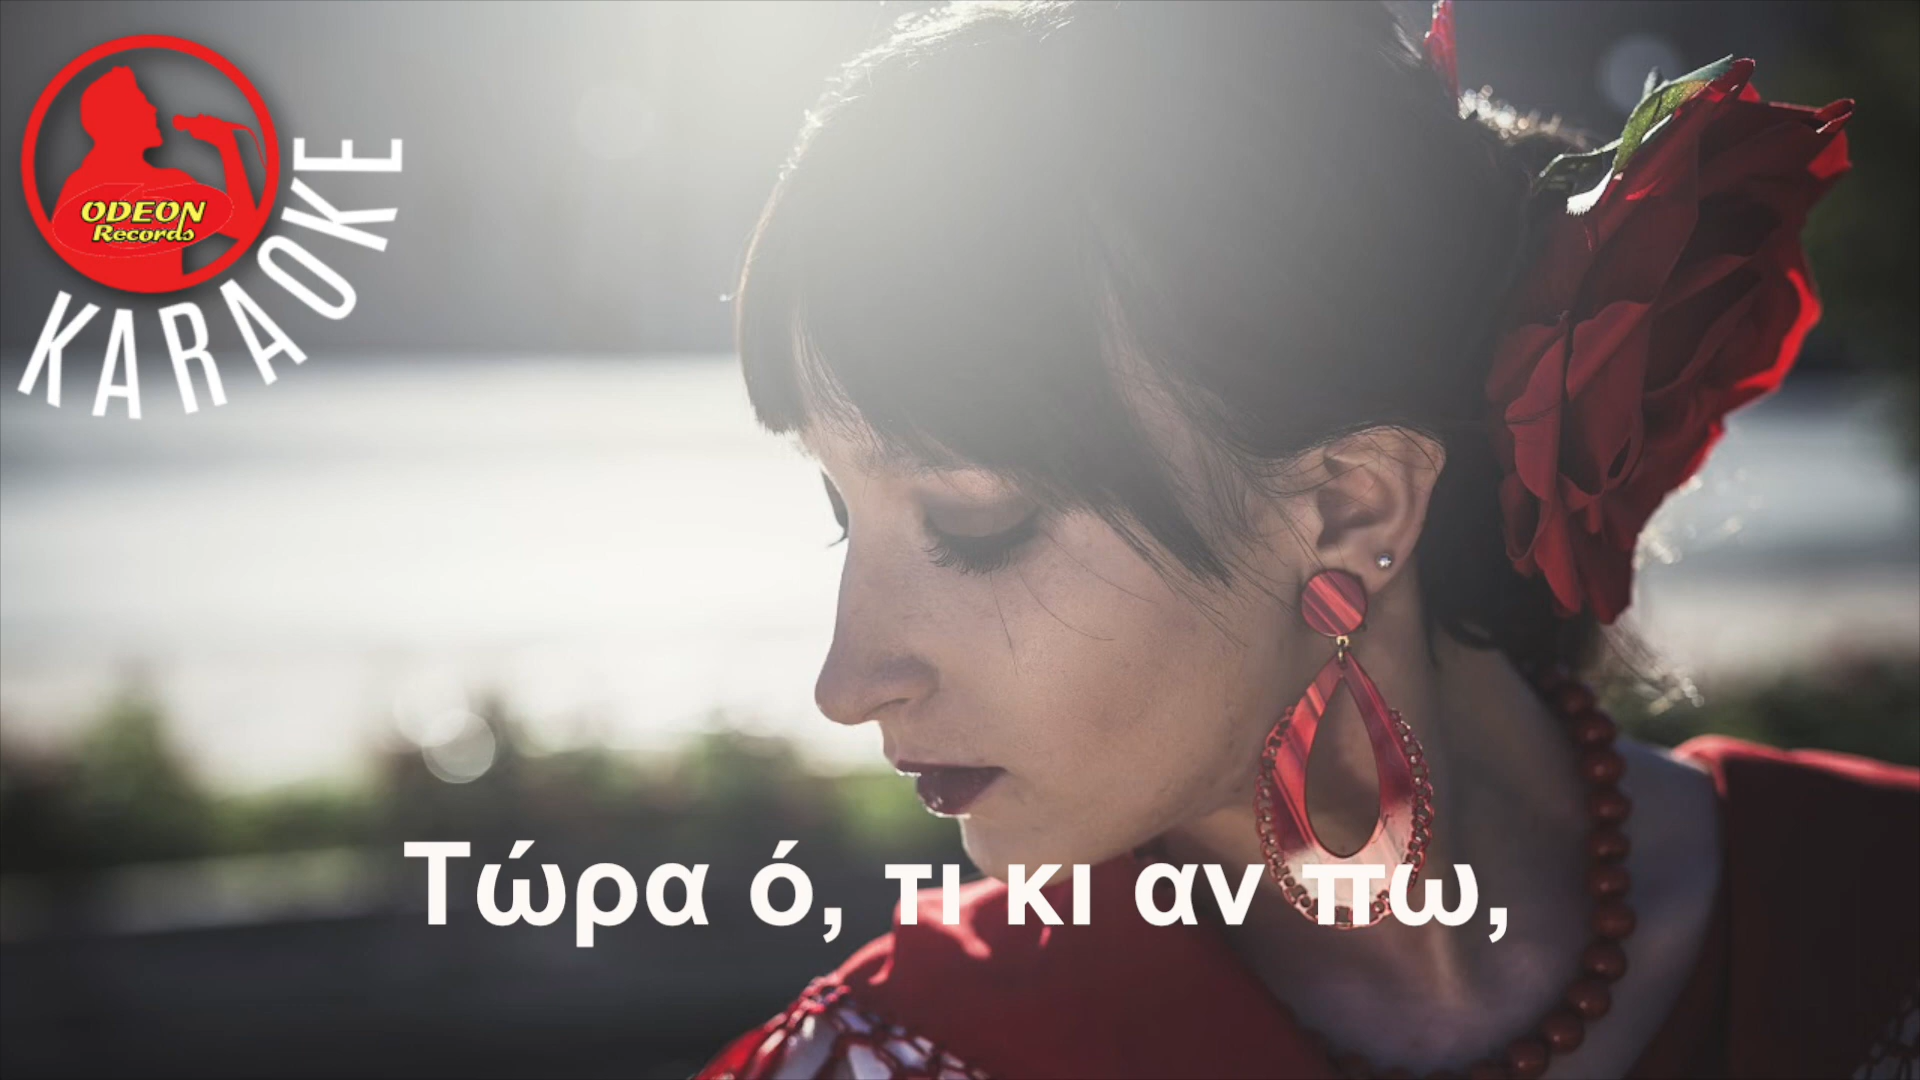 ODEON
Records
KARAOKE
Τώρα ό, τι κι αν πω,